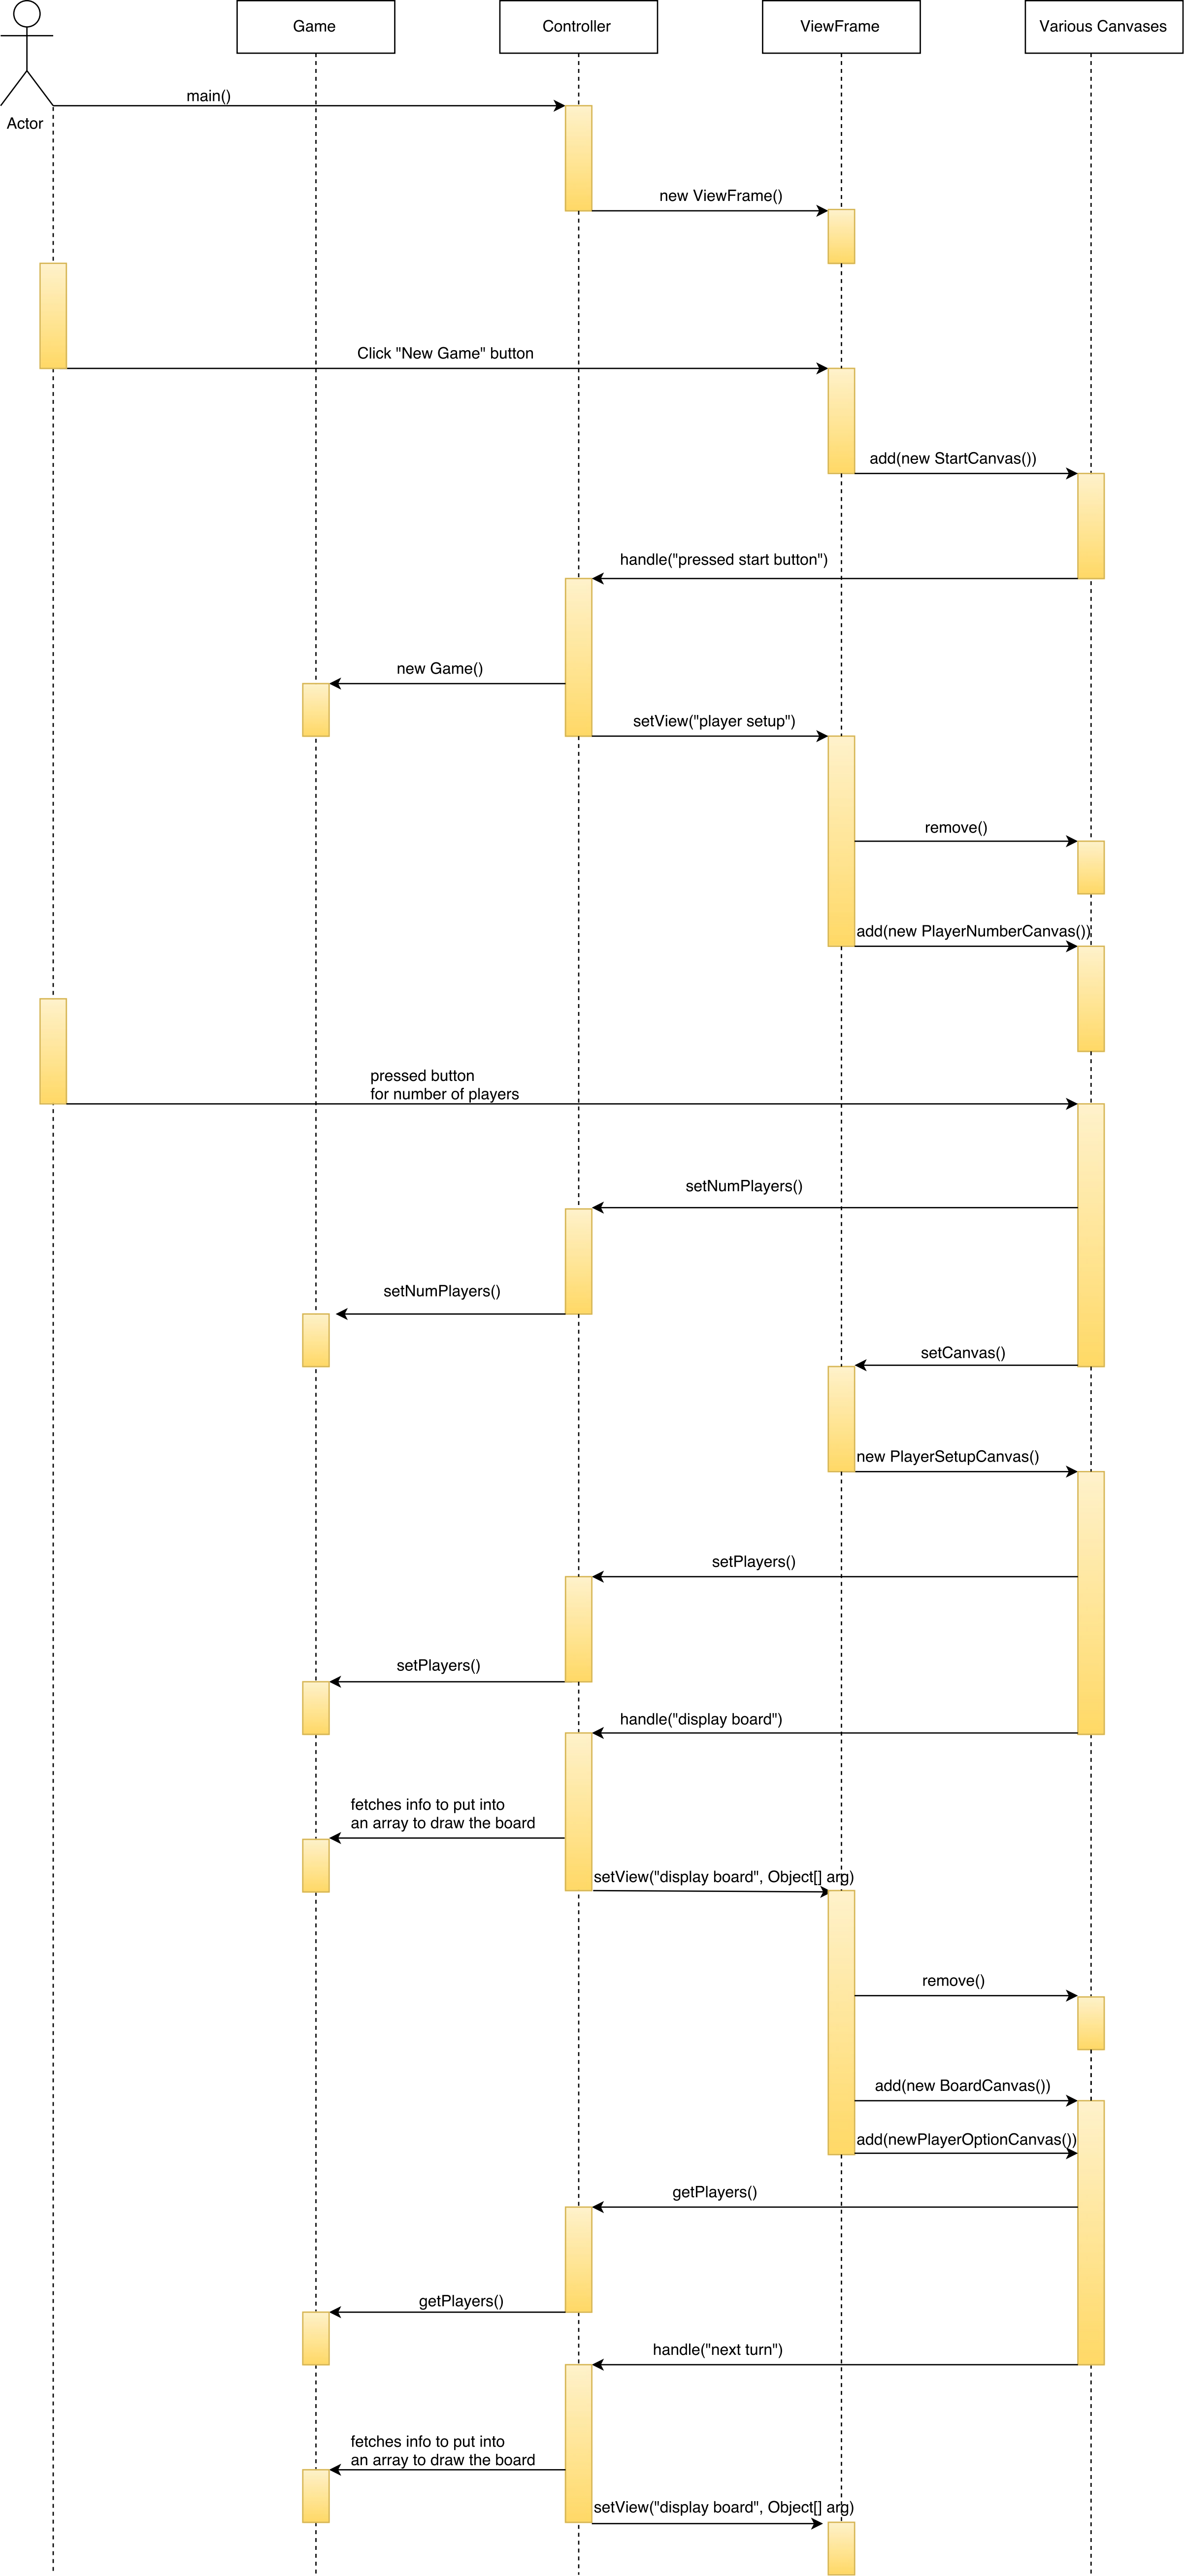 Game
Controller
ViewFrame
Various Canvases
main()
Actor
new ViewFrame()
Click "New Game" button
add(new StartCanvas())
handle("pressed start button")
new Game()
setView("player setup")
remove()
add(new PlayerNumberCanvas())
pressed button
for number of players
setNumPlayers()
setNumPlayers()
setCanvas()
new PlayerSetupCanvas()
setPlayers()
setPlayers()
handle("display board")
fetches info to put into
an array to draw the board
setView("display board", Object[] arg)
remove()
add(new BoardCanvas())
add(newPlayerOptionCanvas())
getPlayers()
getPlayers()
handle("next turn")
fetches info to put into
an array to draw the board
setView("display board", Object[] arg)